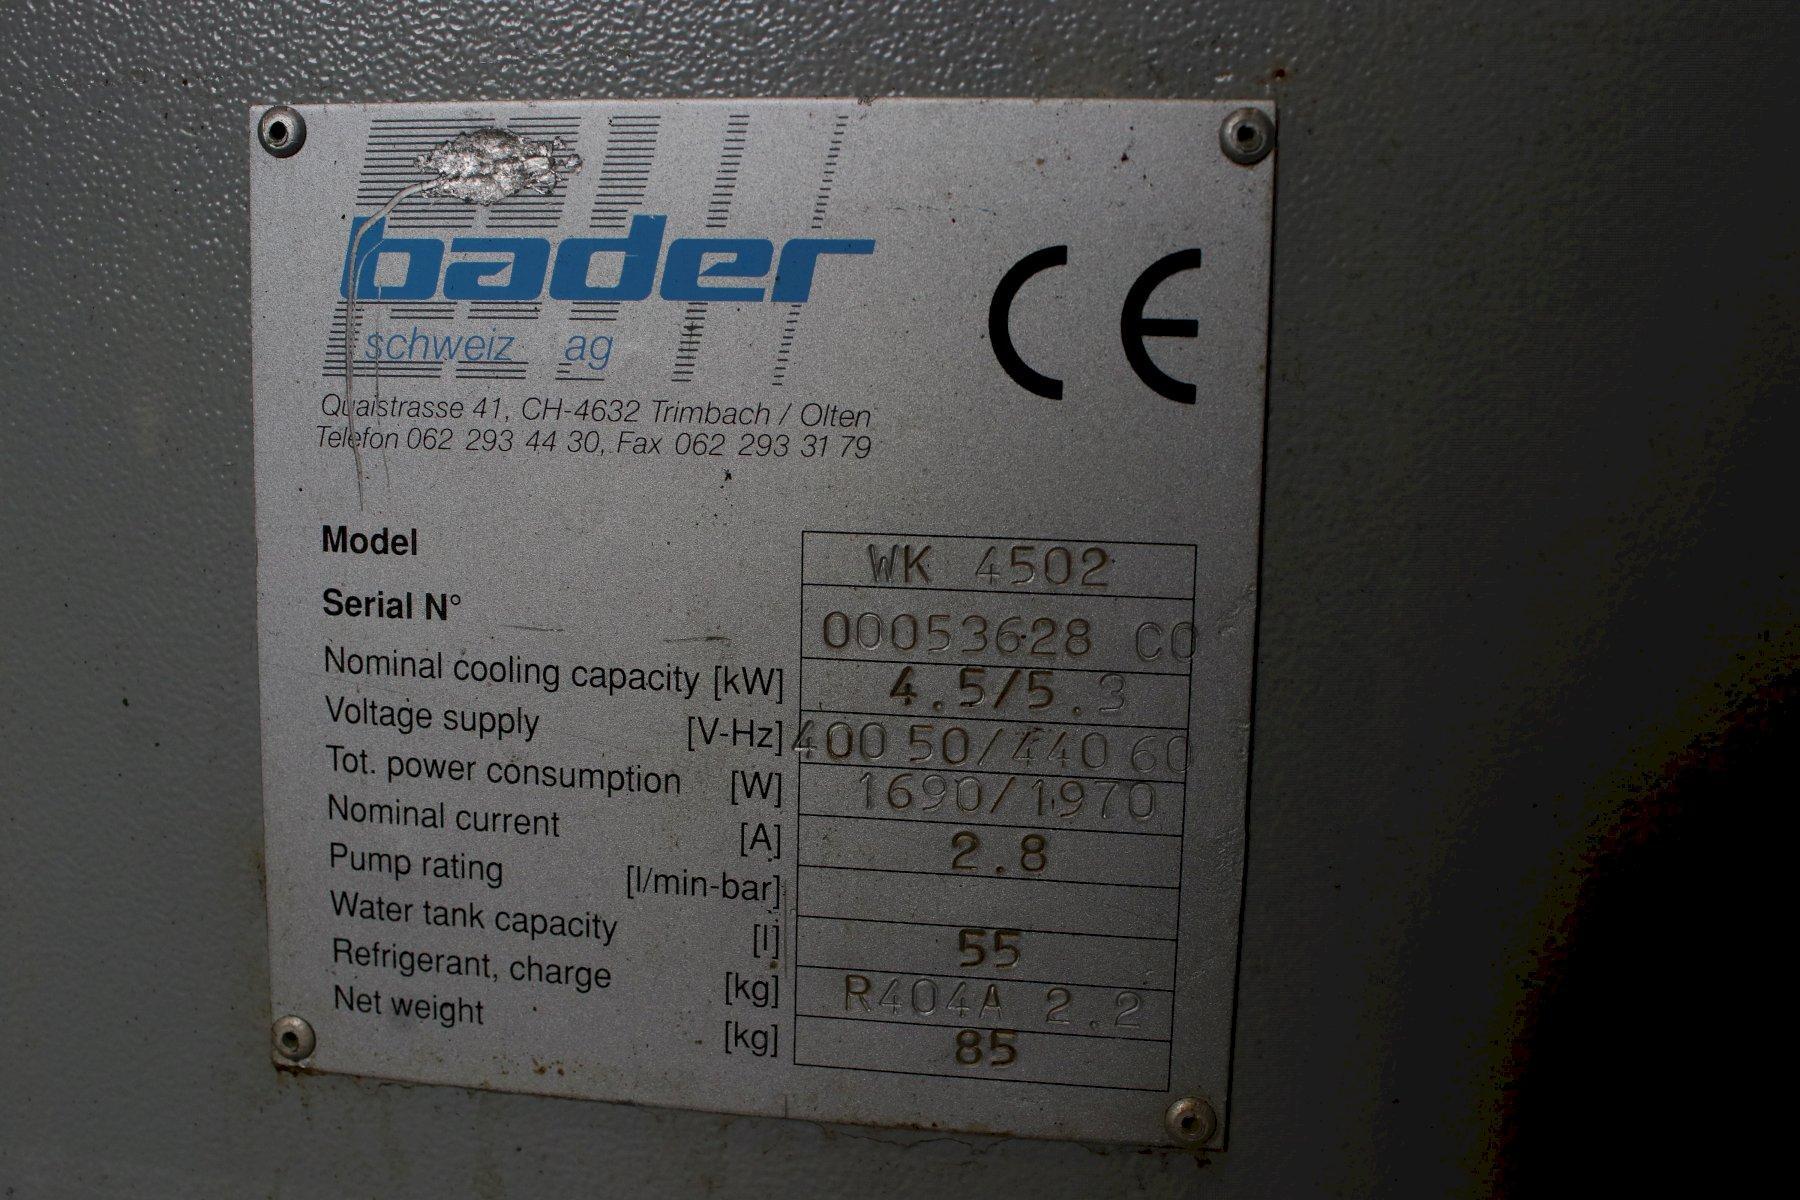 bader
schweiz ag
CE
Quaistrasse 41, CH-4632 Trimbach / Olten
Telefon 062 293 44 30, Fax 062 293 31 79
Model WK 4502
Serial N° 00053628 CO
Nominal cooling capacity [kW] 4.5/5.3
Voltage supply [V-Hz] 400 50/440 60
Tot. power consumption [W] 1690/1970
Nominal current [A] 2.8
Pump rating [l/min-bar]
Water tank capacity [l] 55
Refrigerant, charge [kg] R404A 2.2
Net weight [kg] 85